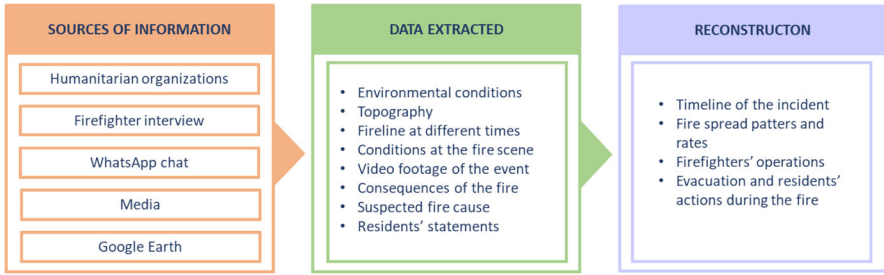 SOURCES OF INFORMATION
Humanitarian organizations
Firefighter interview
WhatsApp chat
Media
Google Earth
DATA EXTRACTED
• Environmental conditions
• Topography
• Fireline at different times
• Conditions at the fire scene
• Video footage of the event
• Consequences of the fire
• Suspected fire cause
• Residents’ statements
RECONSTRUCTON
• Timeline of the incident
• Fire spread patters and
rates
• Firefighters’ operations
• Evacuation and residents’
actions during the fire